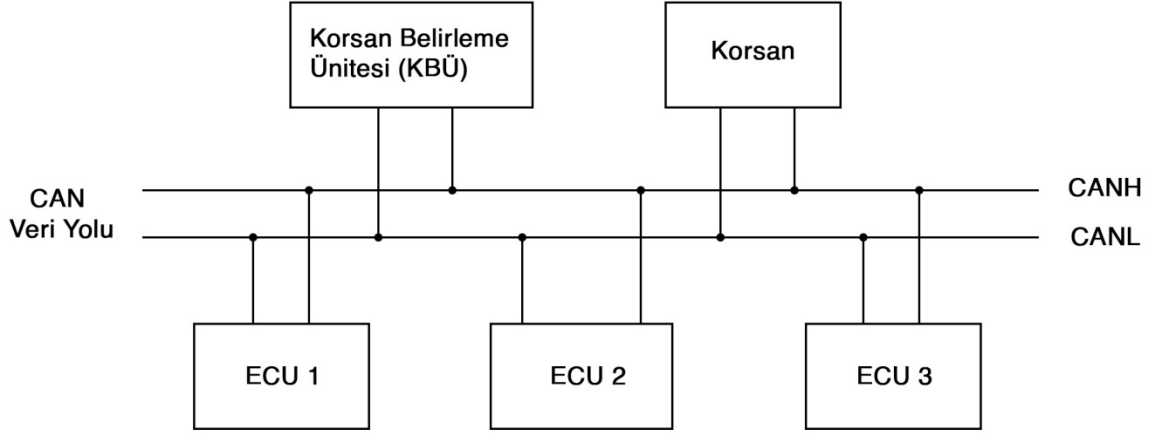 Korsan Belirleme
Ünitesi (KBÜ)
Korsan
CAN
Veri Yolu
CANH
CANL
ECU 1
ECU 2
ECU 3